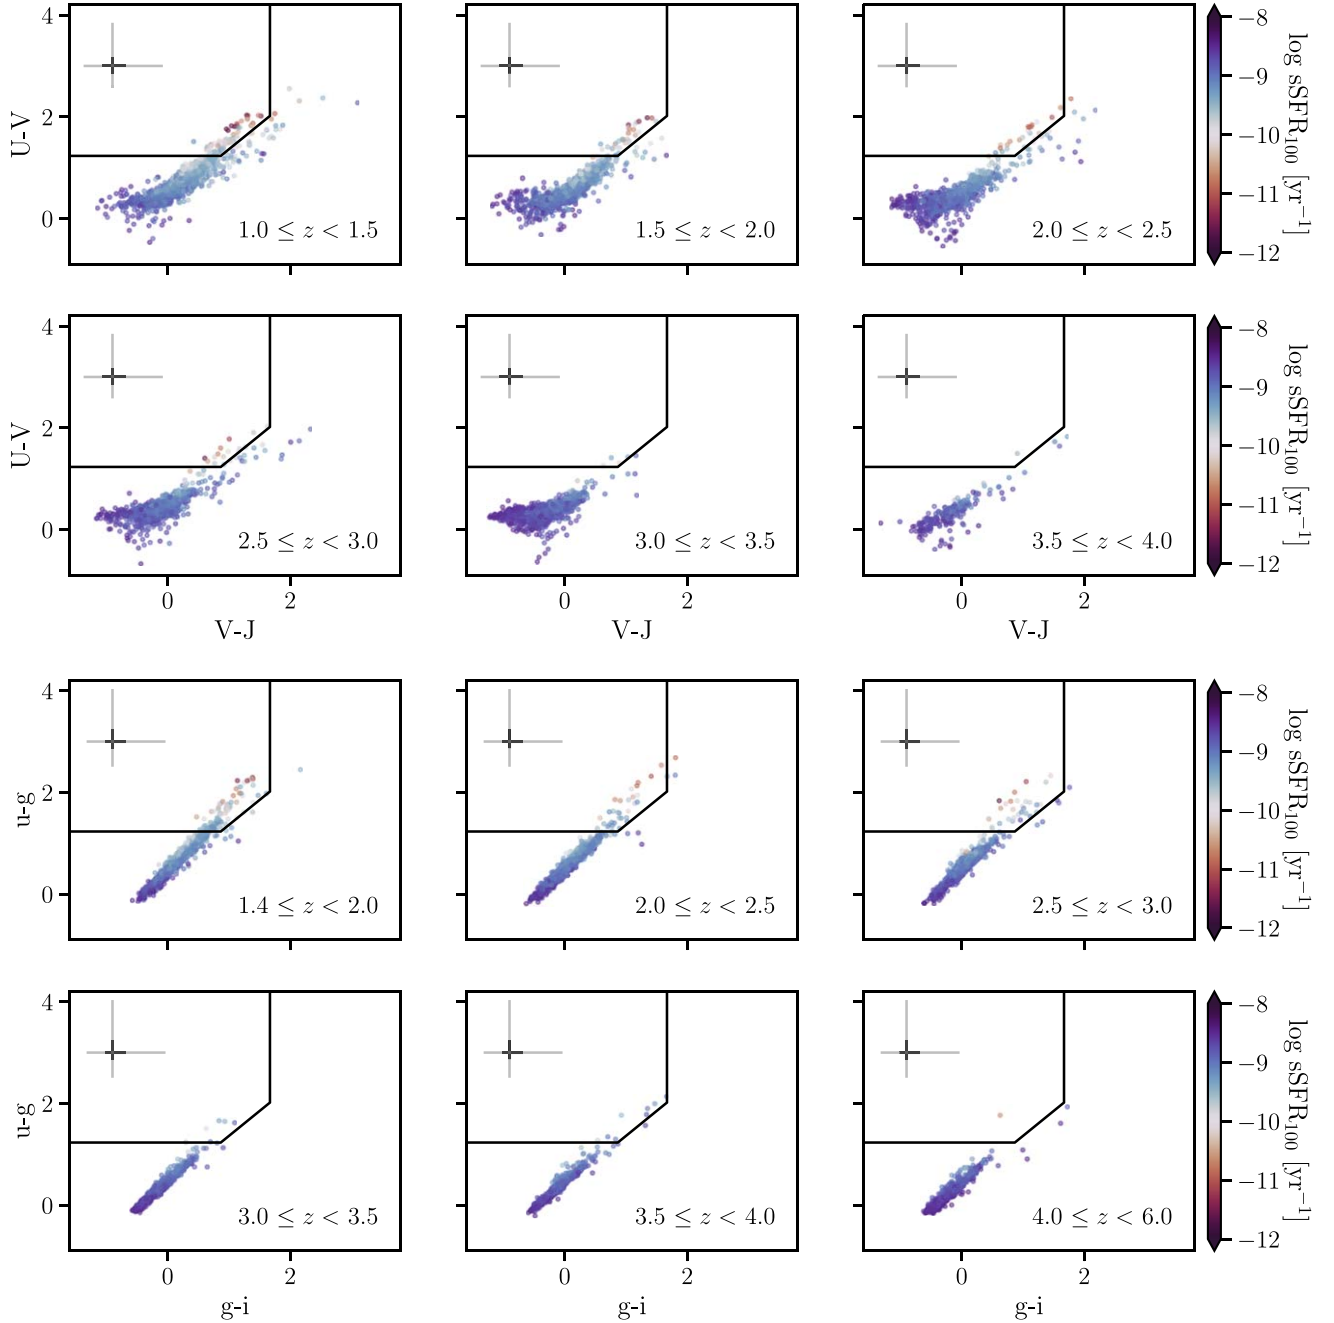 4
2
0
U-V
1.0 ≤ z < 1.5
1.5 ≤ z < 2.0
2.0 ≤ z < 2.5
−8
−9
−10
−11
−12
log sSFR₁₀₀ [yr⁻¹]
4
2
0
U-V
2.5 ≤ z < 3.0
3.0 ≤ z < 3.5
3.5 ≤ z < 4.0
−8
−9
−10
−11
−12
log sSFR₁₀₀ [yr⁻¹]
0 2 0 2 0 2
V-J V-J V-J
4
2
0
u-g
1.4 ≤ z < 2.0
2.0 ≤ z < 2.5
2.5 ≤ z < 3.0
−8
−9
−10
−11
−12
log sSFR₁₀₀ [yr⁻¹]
4
2
0
u-g
3.0 ≤ z < 3.5
3.5 ≤ z < 4.0
4.0 ≤ z < 6.0
−8
−9
−10
−11
−12
log sSFR₁₀₀ [yr⁻¹]
0 2 0 2 0 2
g-i g-i g-i